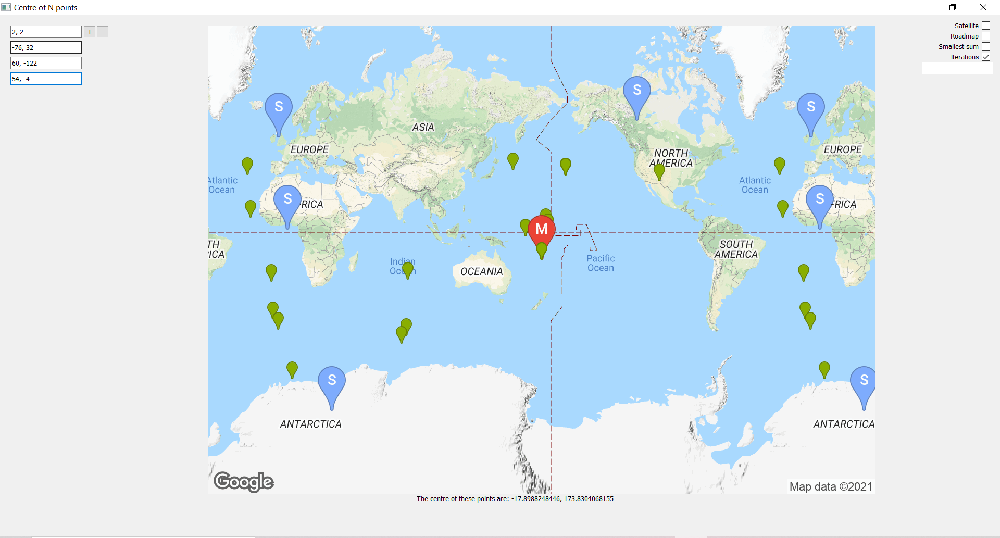 Centre of N points
2, 2
+ -
-76, 32
60, -122
54, -4
Satellite
Roadmap
Smallest sum
Iterations
S
S
S
ASIA
EUROPE
NORTH
AMERICA
EUROPE
Atlantic
Ocean
Atlantic
Ocean
S
FRICA
S
FRICA
M
TH
ICA
SOUTH
AMERICA
Indian
Ocean
OCEANIA
Pacific
Ocean
S
S
ANTARCTICA
ANTARCTICA
Google
Map data ©2021
The centre of these points are: -17.8988248446, 173.8304068155